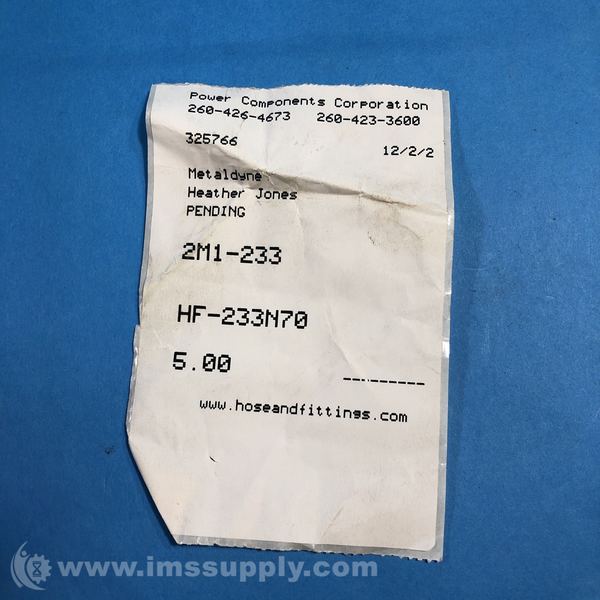 Power Components Corporation
260-426-4673 260-423-3600
325766 12/2/2
Metaldyne
Heather Jones
PENDING
2M1-233
HF-233N70
5.00
www.hoseandfittings.com
www.imssupply.com